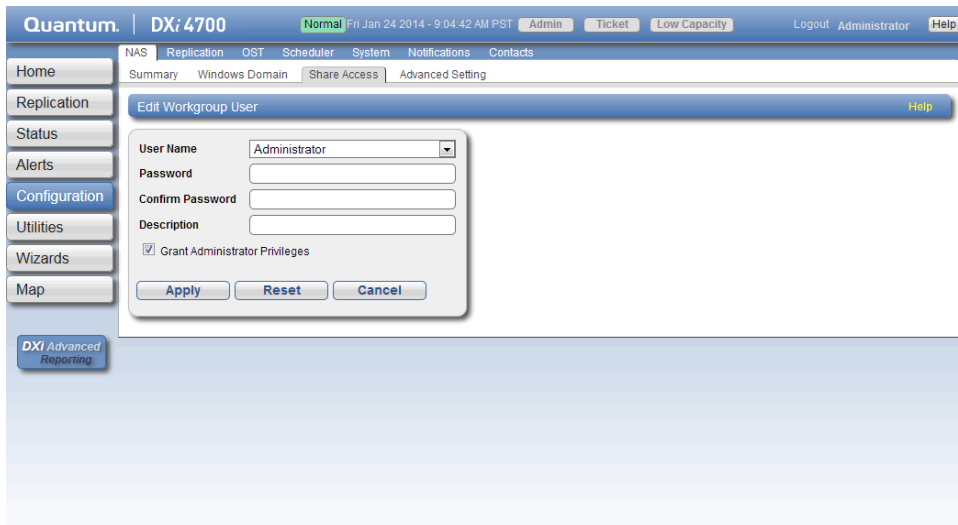 Quantum. DXi 4700 Normal Fri Jan 24 2014 - 9:04:42 AM PST Admin Ticket Low Capacity Logout Administrator Help
NAS Replication OST Scheduler System Notifications Contacts
Summary Windows Domain Share Access Advanced Setting
Home
Replication
Status
Alerts
Configuration
Utilities
Wizards
Map
DXi Advanced
Reporting
Edit Workgroup User Help
User Name Administrator
Password
Confirm Password
Description
Grant Administrator Privileges
Apply Reset Cancel